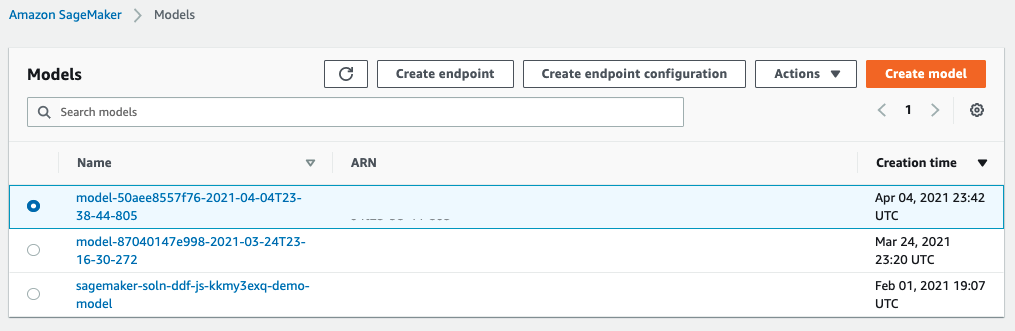 Amazon SageMaker > Models
Models
Create endpoint
Create endpoint configuration
Actions
Create model
Search models
1
Name
ARN
Creation time
model-50aee8557f76-2021-04-04T23-
38-44-805
Apr 04, 2021 23:42
UTC
model-87040147e998-2021-03-24T23-
16-30-272
Mar 24, 2021
23:20 UTC
sagemaker-soln-ddf-js-kkmy3exq-demo-
model
Feb 01, 2021 19:07
UTC